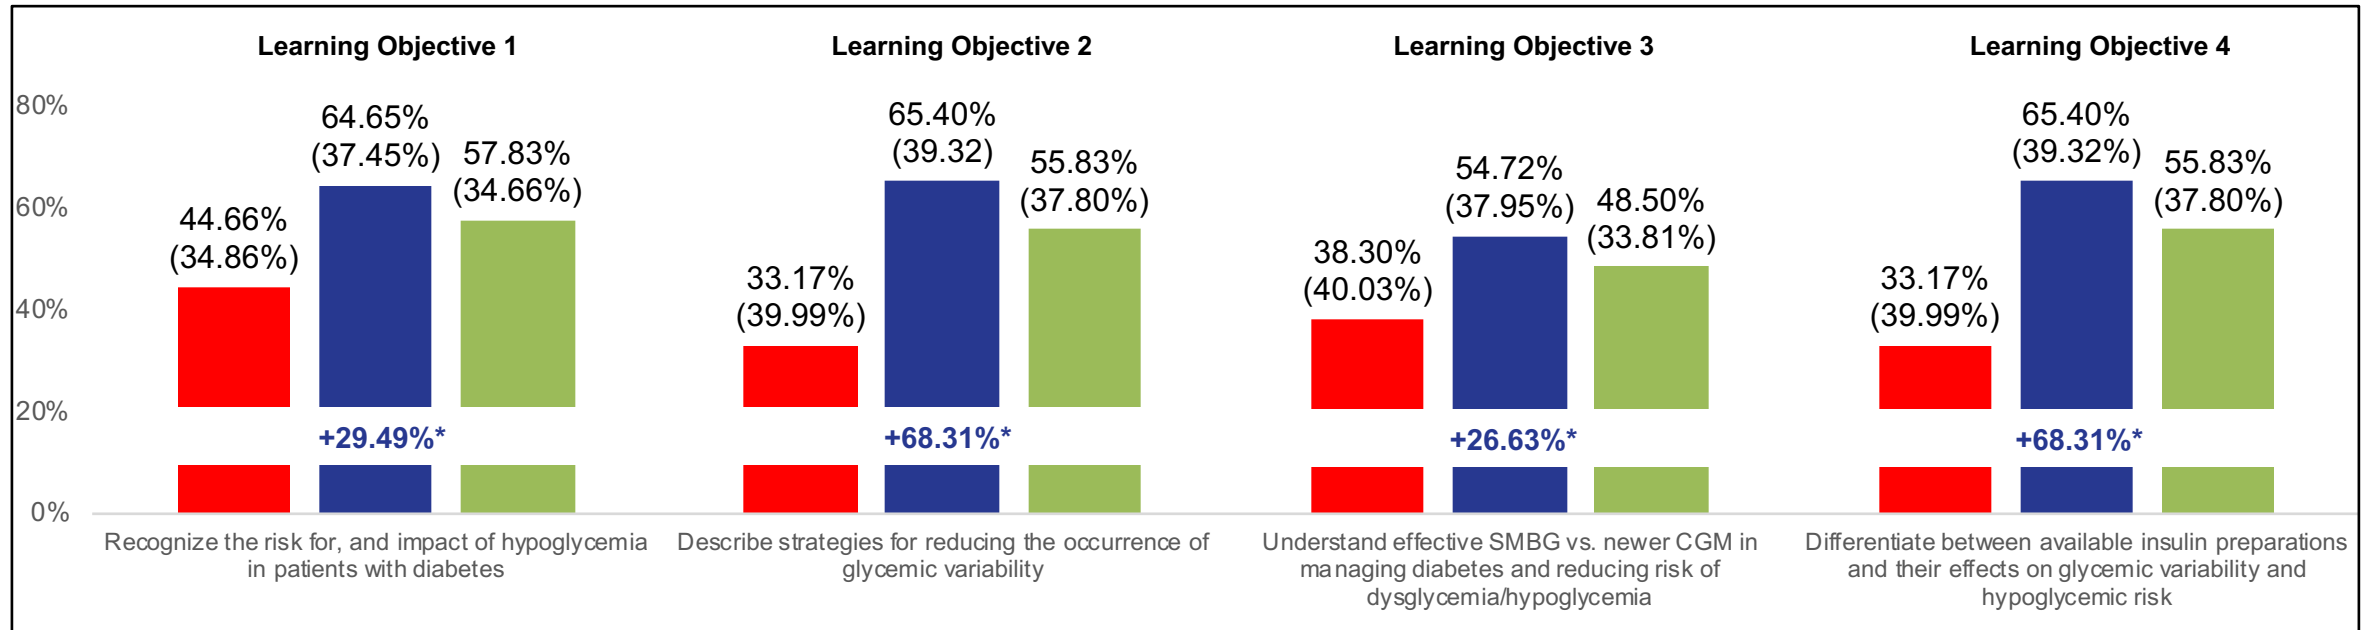 Learning Objective 1
Learning Objective 2
Learning Objective 3
Learning Objective 4
80%
60%
40%
20%
0%
44.66%
(34.86%)
64.65%
(37.45%)
57.83%
(34.66%)
+29.49%*
33.17%
(39.99%)
65.40%
(39.32)
55.83%
(37.80%)
+68.31%*
38.30%
(40.03%)
54.72%
(37.95%)
48.50%
(33.81%)
+26.63%*
33.17%
(39.99%)
65.40%
(39.32%)
55.83%
(37.80%)
+68.31%*
Recognize the risk for, and impact of hypoglycemia
in patients with diabetes
Describe strategies for reducing the occurrence of
glycemic variability
Understand effective SMBG vs. newer CGM in
managing diabetes and reducing risk of
dysglycemia/hypoglycemia
Differentiate between available insulin preparations
and their effects on glycemic variability and
hypoglycemic risk